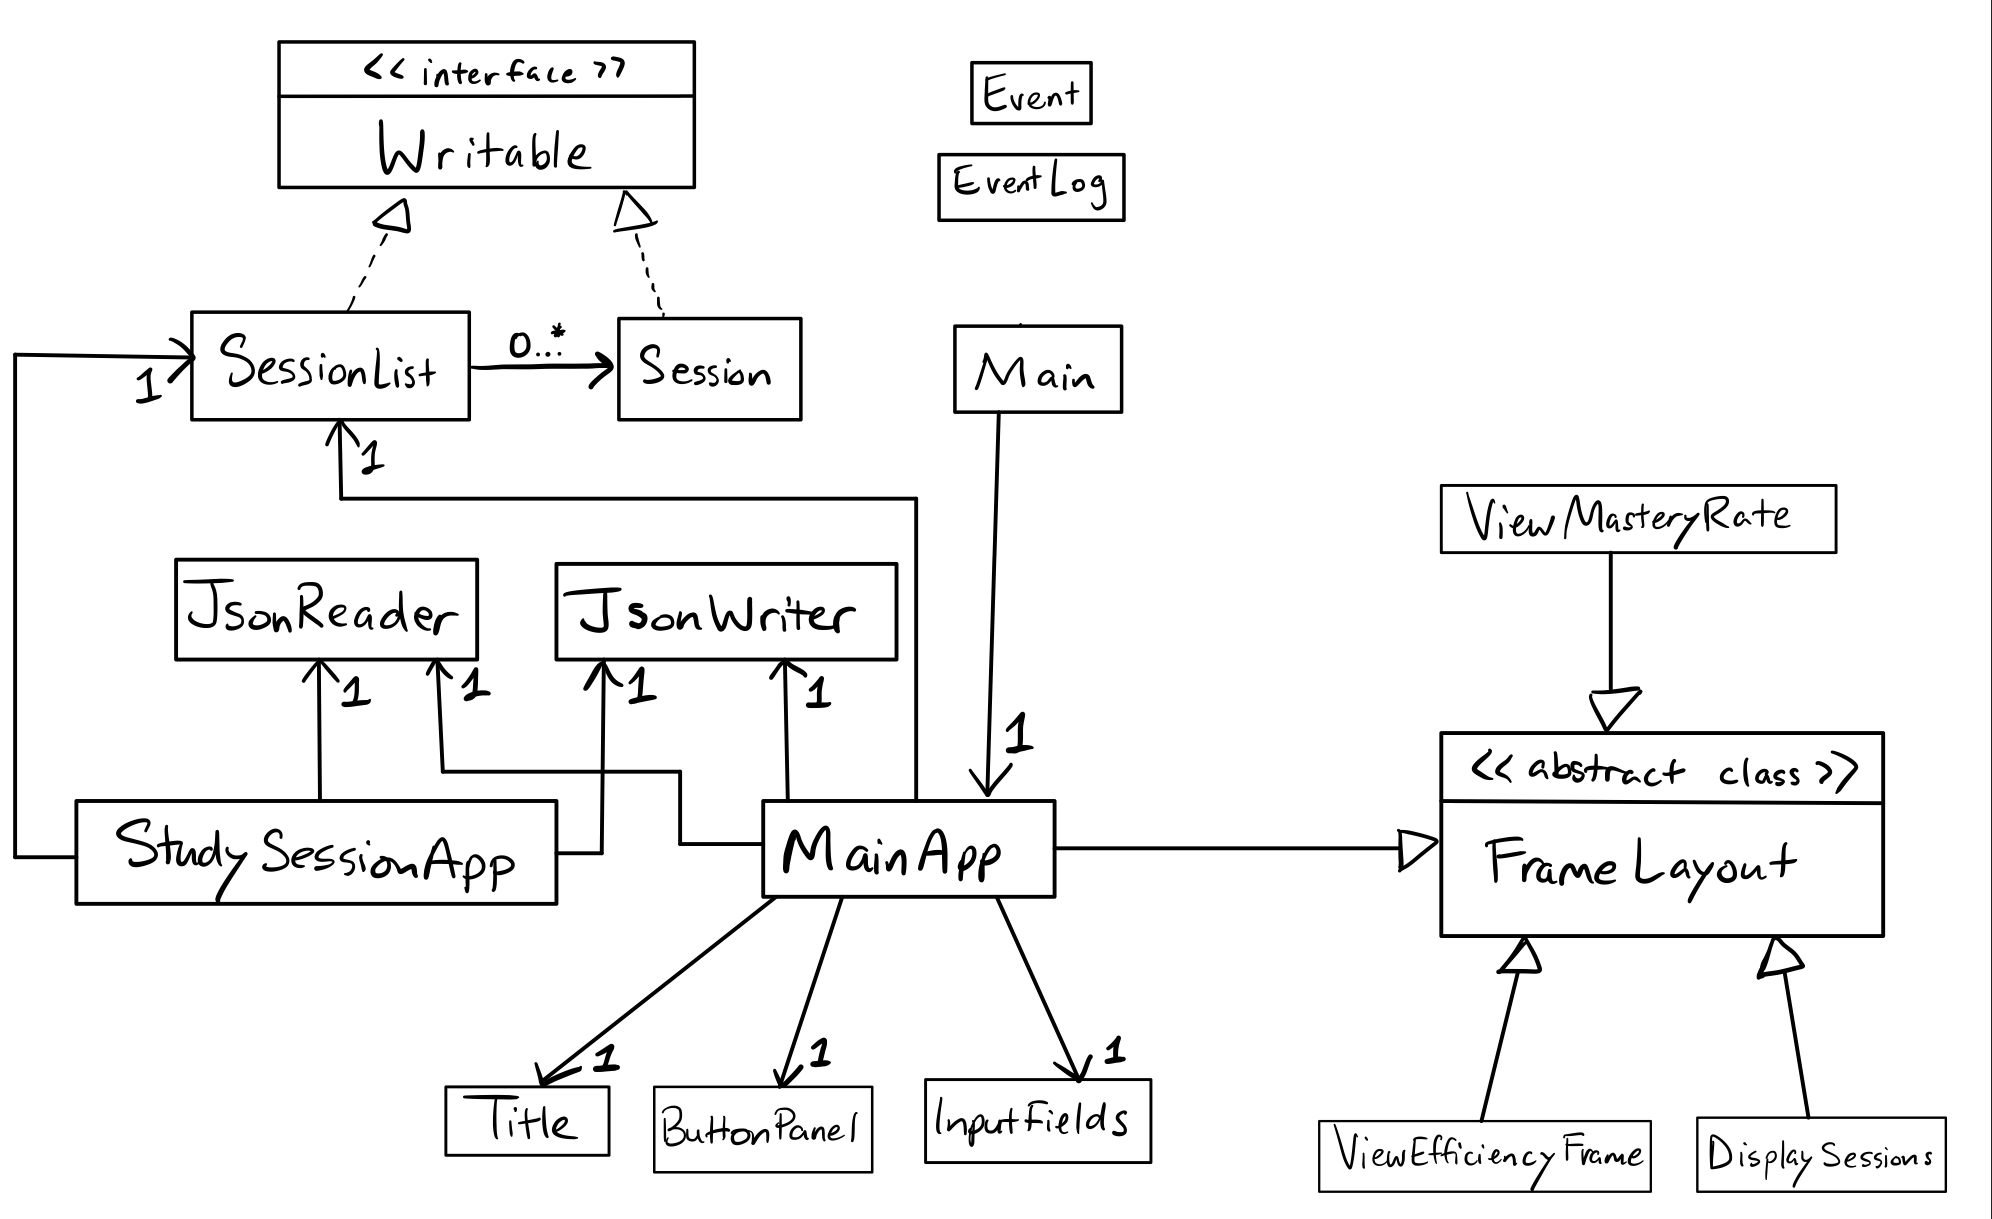 << interface >>
Writable
Event
EventLog
SessionList
0...*
Session
Main
1
1
ViewMasteryRate
JsonReader
JsonWriter
1
1
1
1
1
<< abstract class >>
FrameLayout
StudySessionApp
MainApp
1
1
1
Title
ButtonPanel
InputFields
ViewEfficiencyFrame
DisplaySessions